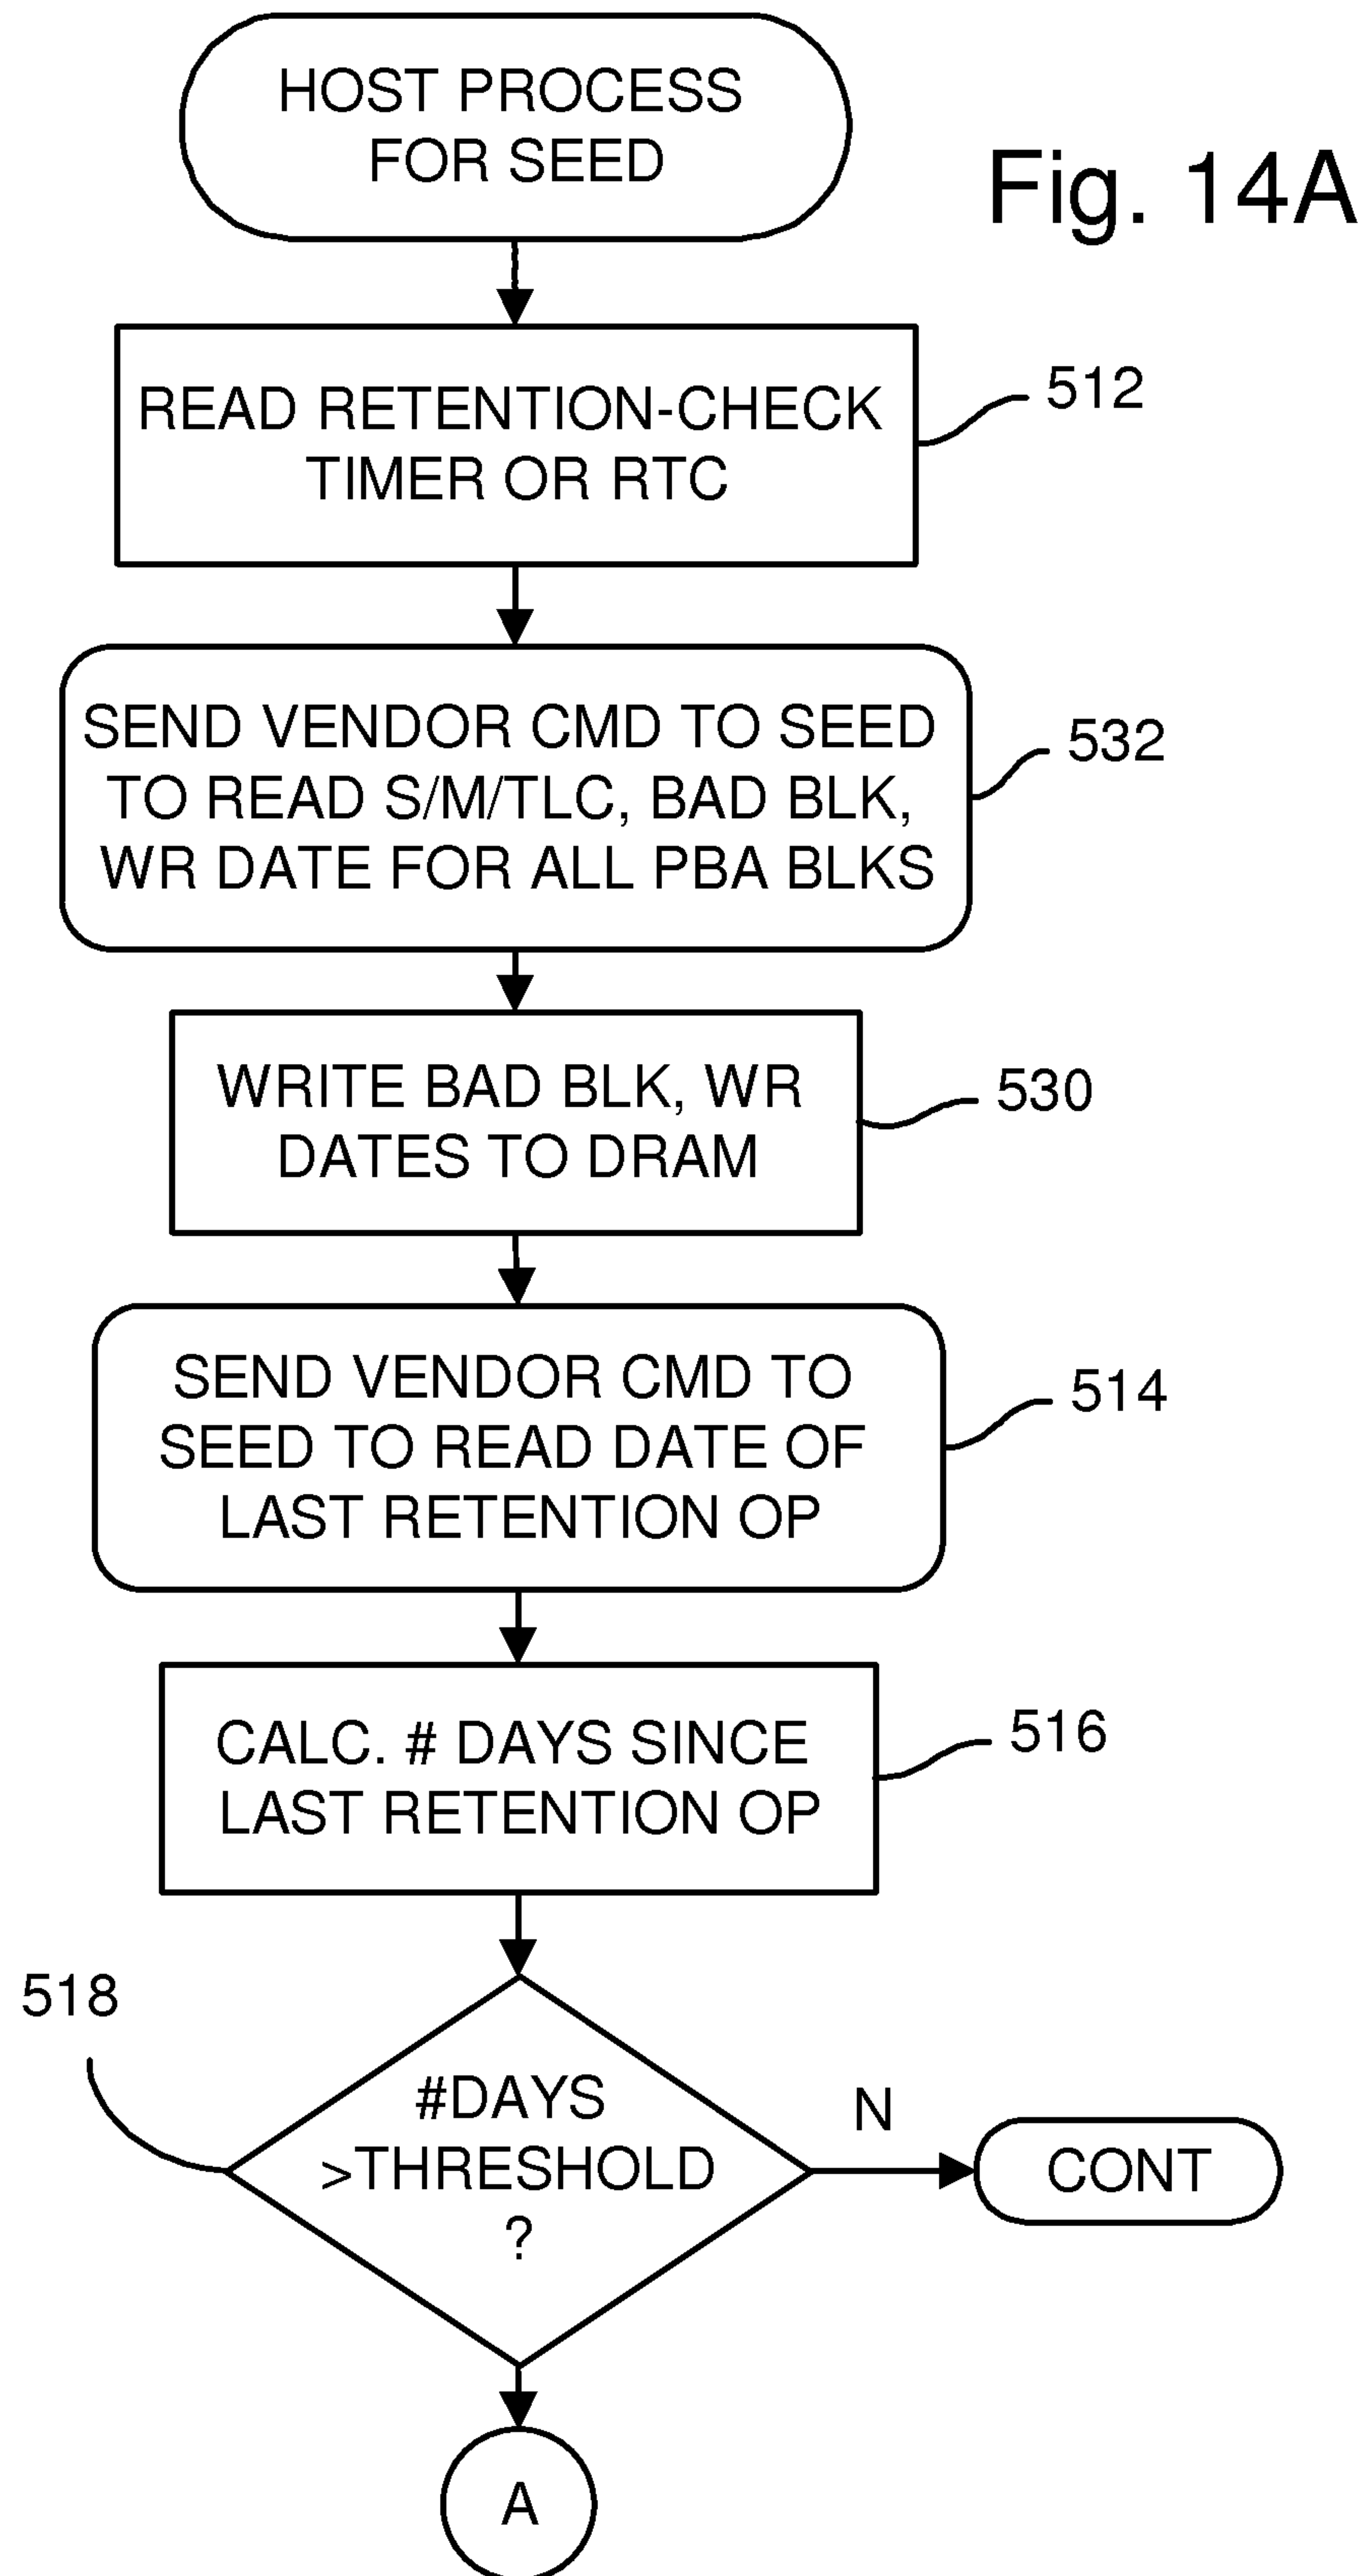 HOST PROCESS
FOR SEED
Fig. 14A
READ RETENTION-CHECK
TIMER OR RTC
512
SEND VENDOR CMD TO SEED
TO READ S/M/TLC, BAD BLK,
WR DATE FOR ALL PBA BLKS
532
WRITE BAD BLK, WR
DATES TO DRAM
530
SEND VENDOR CMD TO
SEED TO READ DATE OF
LAST RETENTION OP
514
CALC. # DAYS SINCE
LAST RETENTION OP
516
518
#DAYS
>THRESHOLD
?
N
CONT
A